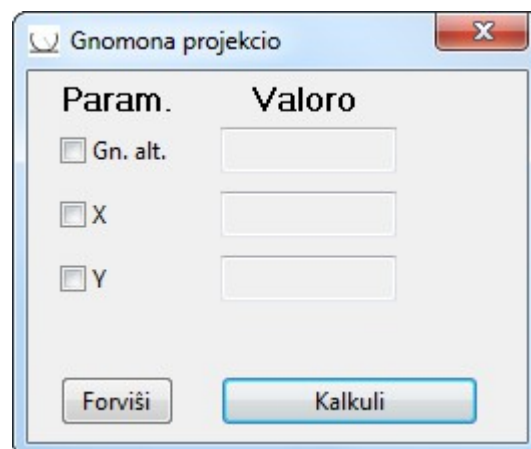 Gnomona projekcio
Param. Valoro
Gn. alt.
X
Y
Forviŝi Kalkuli